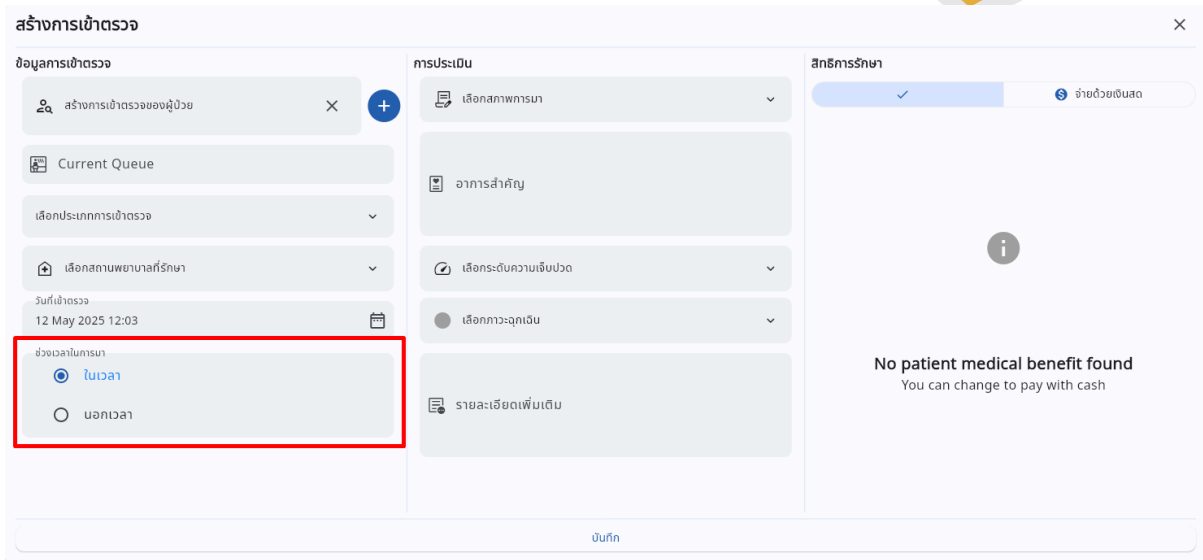 สร้างการเข้าตรวจ
ข้อมูลการเข้าตรวจ
สร้างการเข้าตรวจของผู้ป่วย
Current Queue
เลือกประเภทการเข้าตรวจ
เลือกสถานพยาบาลที่รักษา
วันที่เข้าตรวจ
12 May 2025 12:03
ช่วงเวลาในการมา
ในเวลา
นอกเวลา
การประเมิน
เลือกสภาพการมา
อาการสำคัญ
เลือกระดับความเจ็บปวด
เลือกภาวะฉุกเฉิน
รายละเอียดเพิ่มเติม
สิทธิการรักษา
จ่ายด้วยเงินสด
No patient medical benefit found
You can change to pay with cash
บันทึก